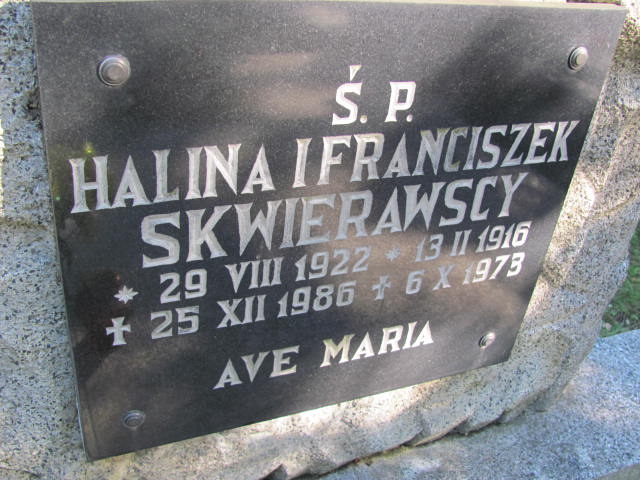 Ś. P.
HALINA I FRANCISZEK
SKWIERAWSCY
* 29 VIII 1922 * 13 II 1916
✝ 25 XII 1986 ✝ 6 X 1973
AVE MARIA